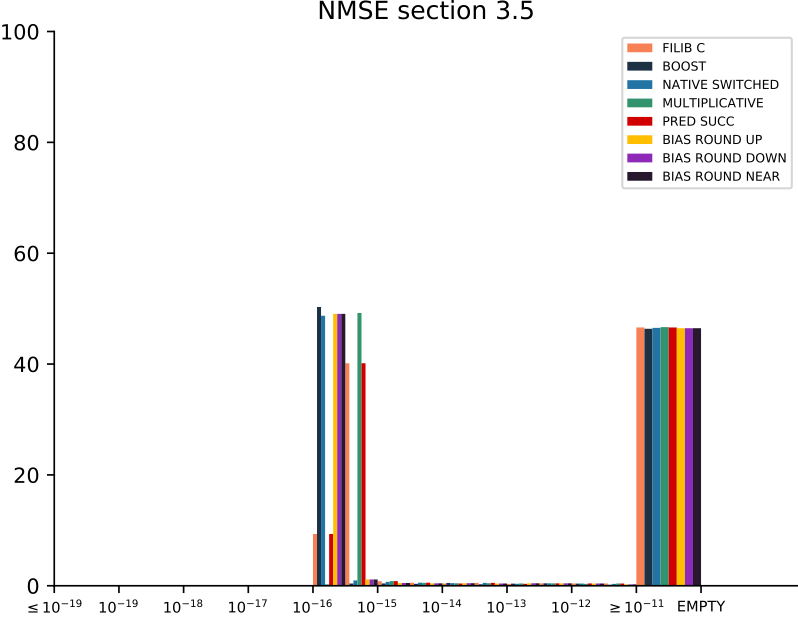 NMSE section 3.5
100
80
60
40
20
0
FILIB C
BOOST
NATIVE SWITCHED
MULTIPLICATIVE
PRED SUCC
BIAS ROUND UP
BIAS ROUND DOWN
BIAS ROUND NEAR
≤ 10⁻¹⁹ 10⁻¹⁹ 10⁻¹⁸ 10⁻¹⁷ 10⁻¹⁶ 10⁻¹⁵ 10⁻¹⁴ 10⁻¹³ 10⁻¹² ≥ 10⁻¹¹ EMPTY